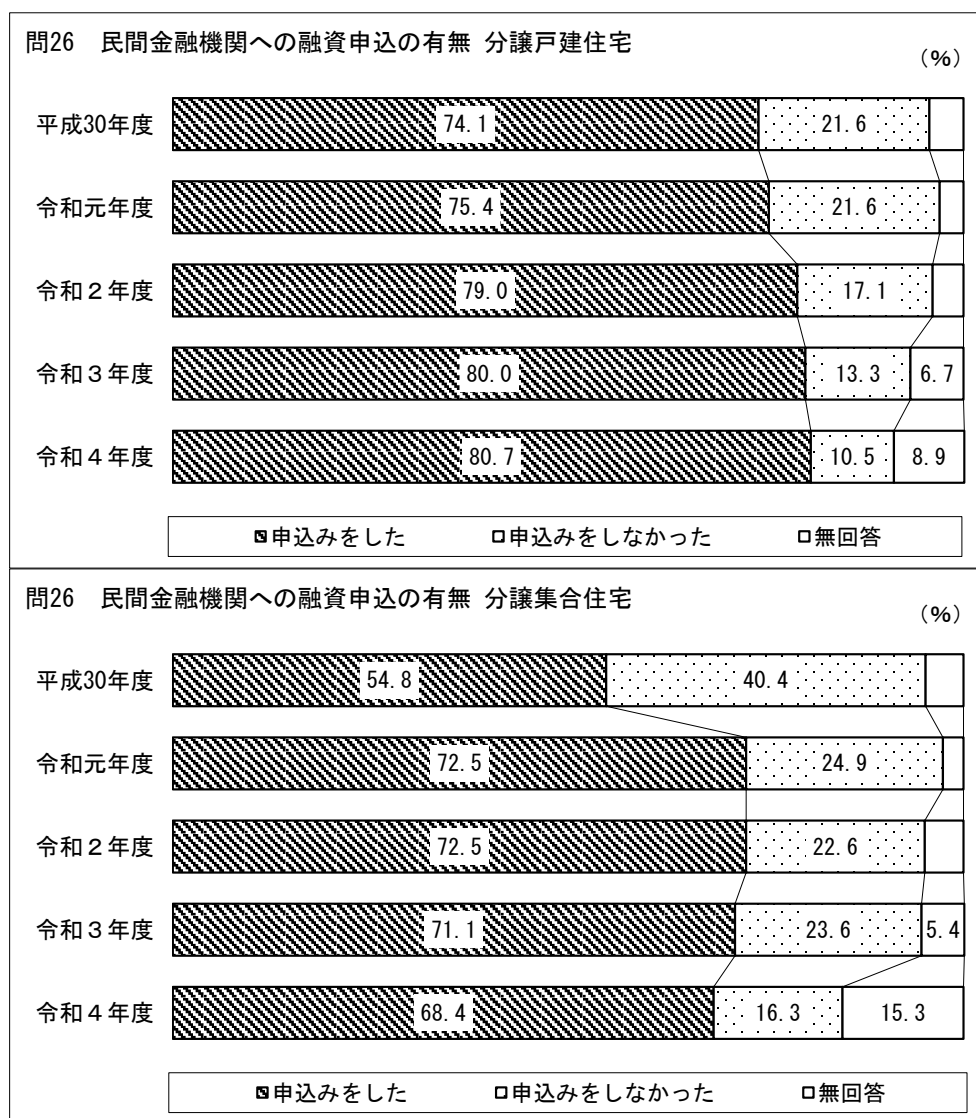 問26　民間金融機関への融資申込の有無 分譲戸建住宅
（%）
平成30年度 74.1 21.6
令和元年度 75.4 21.6
令和２年度 79.0 17.1
令和３年度 80.0 13.3 6.7
令和４年度 80.7 10.5 8.9
申込みをした 申込みをしなかった 無回答
問26　民間金融機関への融資申込の有無 分譲集合住宅
（%）
平成30年度 54.8 40.4
令和元年度 72.5 24.9
令和２年度 72.5 22.6
令和３年度 71.1 23.6 5.4
令和４年度 68.4 16.3 15.3
申込みをした 申込みをしなかった 無回答